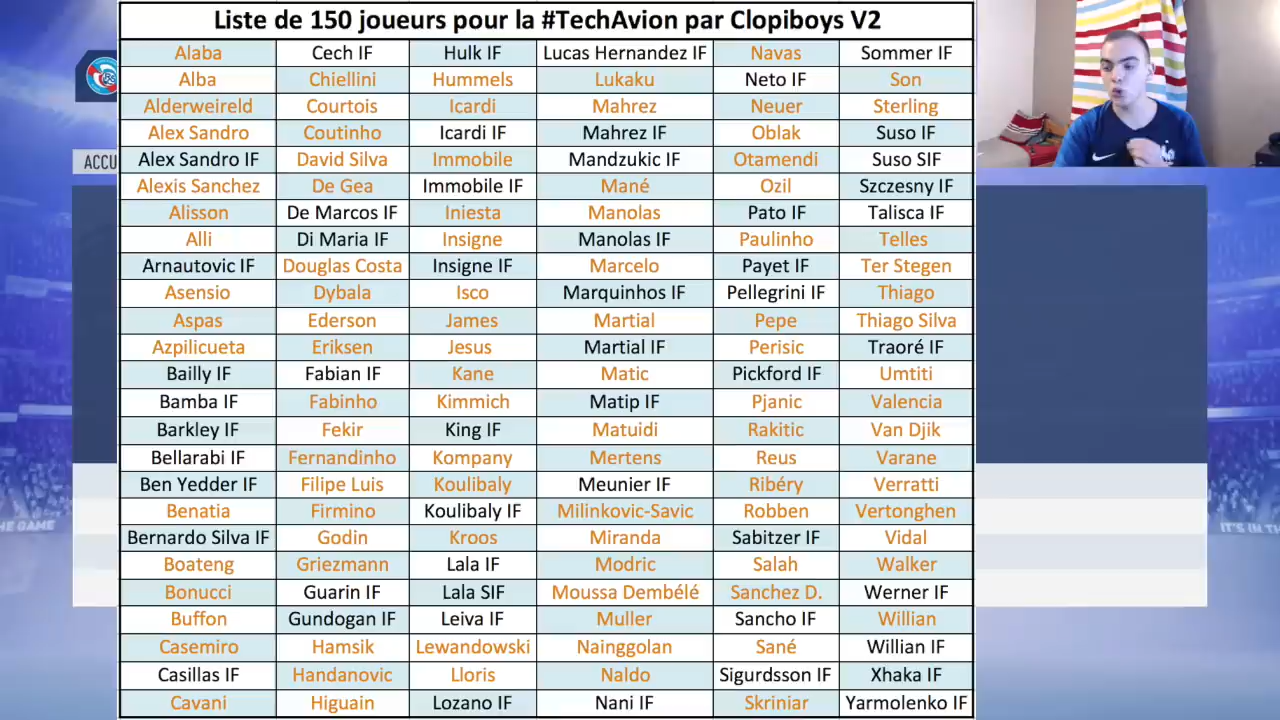 Liste de 150 joueurs pour la #TechAvion par Clopiboys V2
Alaba Cech IF Hulk IF Lucas Hernandez IF Navas Sommer IF
Alba Chiellini Hummels Lukaku Neto IF Son
Alderweireld Courtois Icardi Mahrez Neuer Sterling
Alex Sandro Coutinho Icardi IF Mahrez IF Oblak Suso IF
ACCU
Alex Sandro IF David Silva Immobile Mandzukic IF Otamendi Suso SIF
Alexis Sanchez De Gea Immobile IF Mané Ozil Szczesny IF
Alisson De Marcos IF Iniesta Manolas Pato IF Talisca IF
Alli Di Maria IF Insigne Manolas IF Paulinho Telles
Arnautovic IF Douglas Costa Insigne IF Marcelo Payet IF Ter Stegen
Asensio Dybala Isco Marquinhos IF Pellegrini IF Thiago
Aspas Ederson James Martial Pepe Thiago Silva
Azpilicueta Eriksen Jesus Martial IF Perisic Traoré IF
Bailly IF Fabian IF Kane Matic Pickford IF Umtiti
Bamba IF Fabinho Kimmich Matip IF Pjanic Valencia
Barkley IF Fekir King IF Matuidi Rakitic Van Djik
Bellarabi IF Fernandinho Kompany Mertens Reus Varane
Ben Yedder IF Filipe Luis Koulibaly Meunier IF Ribéry Verratti
Benatia Firmino Koulibaly IF Milinkovic-Savic Robben Vertonghen
HE GAME
IT'S IN TH
Bernardo Silva IF Godin Kroos Miranda Sabitzer IF Vidal
Boateng Griezmann Lala IF Modric Salah Walker
Bonucci Guarin IF Lala SIF Moussa Dembélé Sanchez D. Werner IF
Buffon Gundogan IF Leiva IF Muller Sancho IF Willian
Casemiro Hamsik Lewandowski Nainggolan Sané Willian IF
Casillas IF Handanovic Lloris Naldo Sigurdsson IF Xhaka IF
Cavani Higuain Lozano IF Nani IF Skriniar Yarmolenko IF